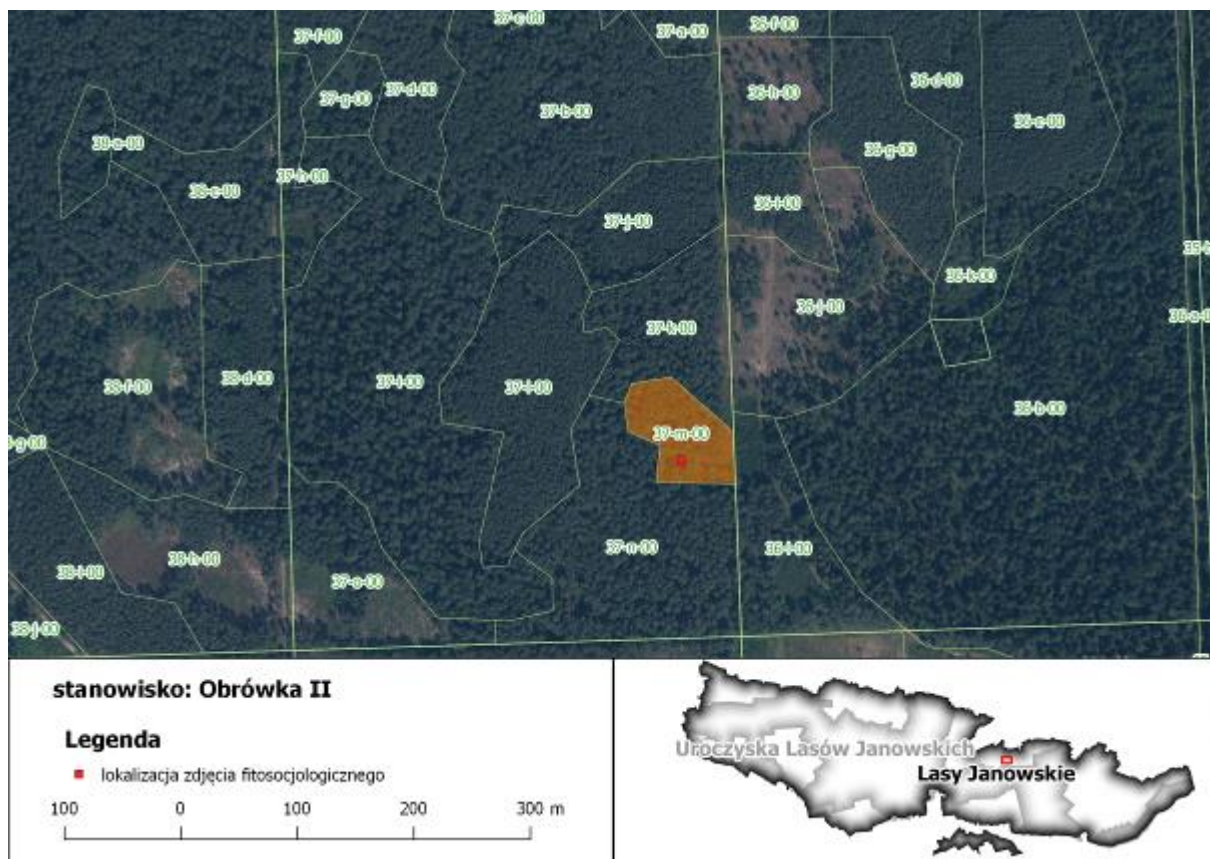 37-c-00
37-a-00
36-f-00
37-f-00
37-d-00
36-d-00
37-g-00
36-h-00
37-b-00
36-c-00
38-a-00
36-g-00
37-h-00
38-c-00
36-i-00
37-j-00
36-k-00
36-j-00
37-k-00
38-f-00
38-d-00
37-i-00
37-l-00
36-b-00
37-m-00
37-n-00
36-l-00
38-h-00
38-i-00
37-o-00
38-j-00
stanowisko: Obrówka II
Legenda
lokalizacja zdjęcia fitosocjologicznego
100 0 100 200 300 m
Uroczyska Lasów Janowskich
Lasy Janowskie